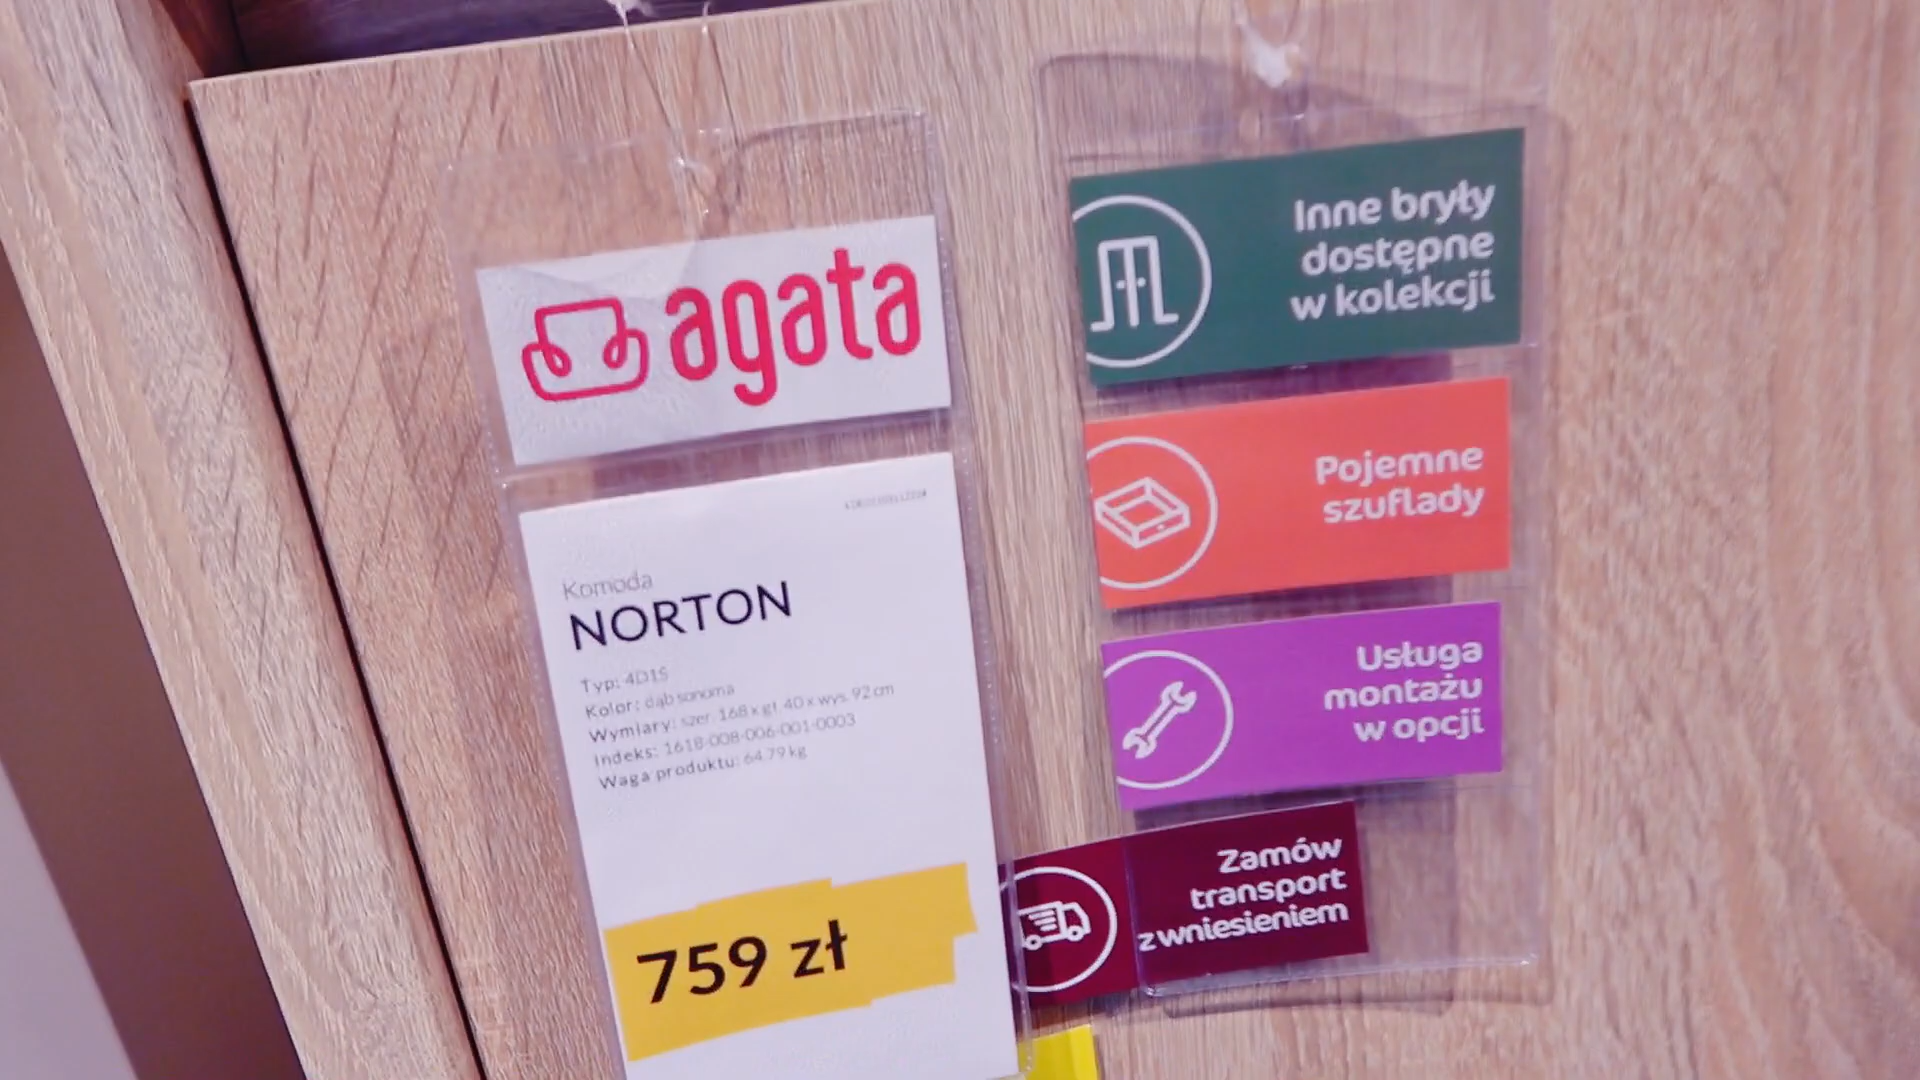 agata
Komoda
NORTON
Typ: 4D1S
Kolor: dąb sonoma
Wymiary: szer. 168 x gł. 40 x wys. 92 cm
Indeks: 1618-008-006-001-0003
Waga produktu: 64.79 kg
759 zł
Inne bryły
dostępne
w kolekcji
Pojemne
szuflady
Usługa
montażu
w opcji
Zamów
transport
z wniesieniem